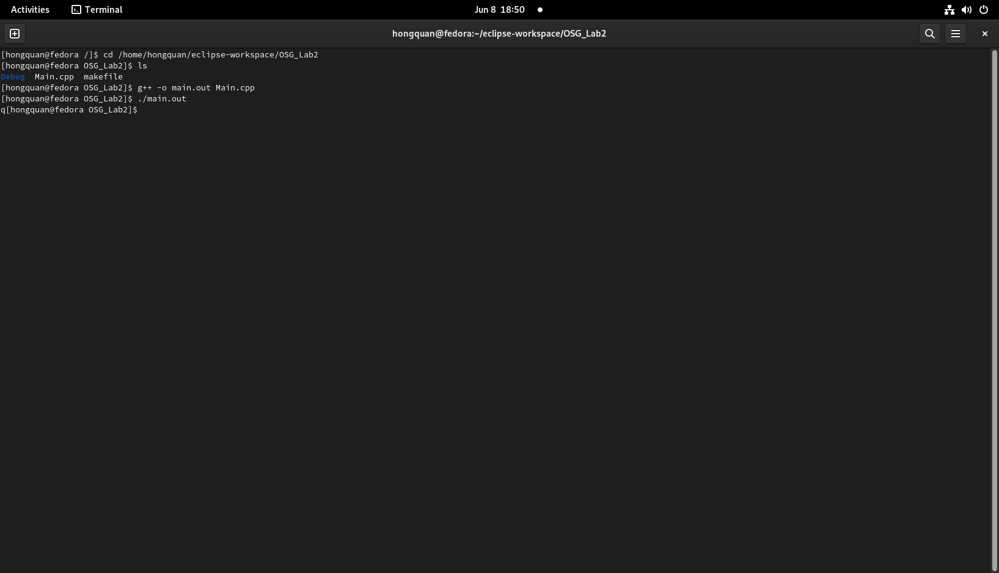 Activities Terminal Jun 8 18:50
hongquan@fedora:~/eclipse-workspace/OSG_Lab2
[hongquan@fedora /]$ cd /home/hongquan/eclipse-workspace/OSG_Lab2
[hongquan@fedora OSG_Lab2]$ ls
Debug  Main.cpp  makefile
[hongquan@fedora OSG_Lab2]$ g++ -o main.out Main.cpp
[hongquan@fedora OSG_Lab2]$ ./main.out
q[hongquan@fedora OSG_Lab2]$